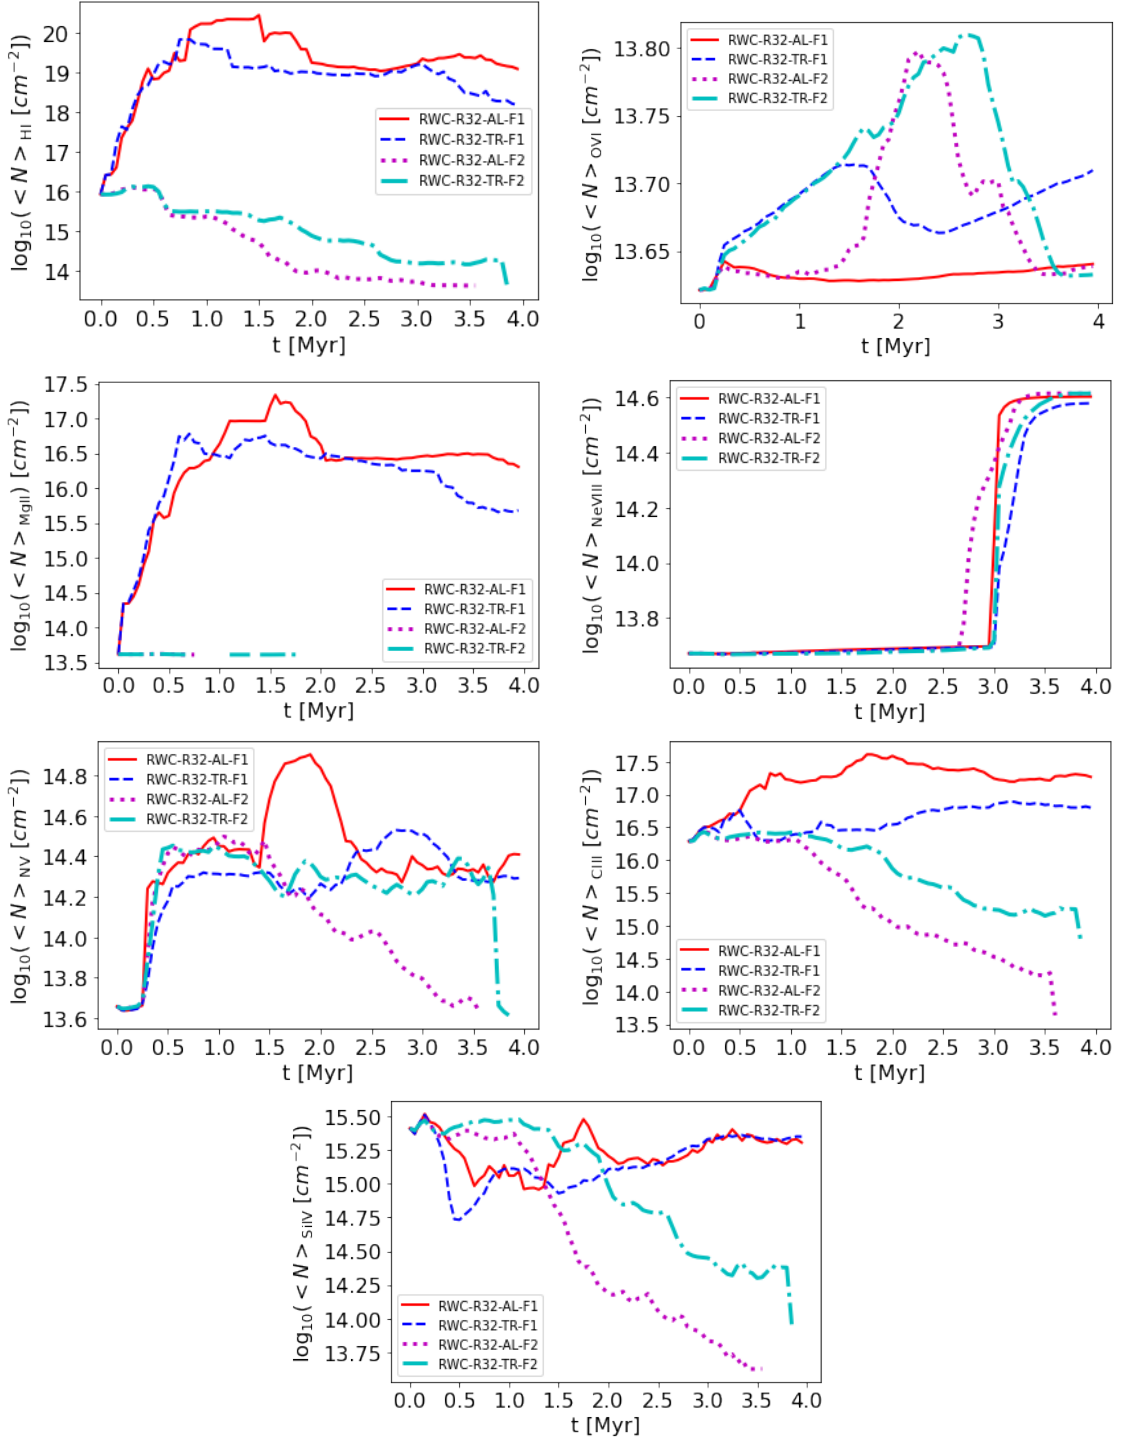 log10(< N > HI [cm−2])
20
19
18
17
16
15
14
RWC-R32-AL-F1
RWC-R32-TR-F1
RWC-R32-AL-F2
RWC-R32-TR-F2
0.0 0.5 1.0 1.5 2.0 2.5 3.0 3.5 4.0
t [Myr]
log10(< N > OVI [cm−2])
13.80
13.75
13.70
13.65
RWC-R32-AL-F1
RWC-R32-TR-F1
RWC-R32-AL-F2
RWC-R32-TR-F2
0 1 2 3 4
t [Myr]
log10(< N > MgII) [cm−2])
17.5
17.0
16.5
16.0
15.5
15.0
14.5
14.0
13.5
RWC-R32-AL-F1
RWC-R32-TR-F1
RWC-R32-AL-F2
RWC-R32-TR-F2
0.0 0.5 1.0 1.5 2.0 2.5 3.0 3.5 4.0
t [Myr]
log10(< N > NeVIII [cm−2])
14.6
14.4
14.2
14.0
13.8
RWC-R32-AL-F1
RWC-R32-TR-F1
RWC-R32-AL-F2
RWC-R32-TR-F2
0.0 0.5 1.0 1.5 2.0 2.5 3.0 3.5 4.0
t [Myr]
log10(< N > NV [cm−2])
14.8
14.6
14.4
14.2
14.0
13.8
13.6
RWC-R32-AL-F1
RWC-R32-TR-F1
RWC-R32-AL-F2
RWC-R32-TR-F2
0.0 0.5 1.0 1.5 2.0 2.5 3.0 3.5 4.0
t [Myr]
log10(< N > CIII [cm−2])
17.5
17.0
16.5
16.0
15.5
15.0
14.5
14.0
13.5
RWC-R32-AL-F1
RWC-R32-TR-F1
RWC-R32-AL-F2
RWC-R32-TR-F2
0.0 0.5 1.0 1.5 2.0 2.5 3.0 3.5 4.0
t [Myr]
log10(< N > SiIV [cm−2])
15.50
15.25
15.00
14.75
14.50
14.25
14.00
13.75
RWC-R32-AL-F1
RWC-R32-TR-F1
RWC-R32-AL-F2
RWC-R32-TR-F2
0.0 0.5 1.0 1.5 2.0 2.5 3.0 3.5 4.0
t [Myr]